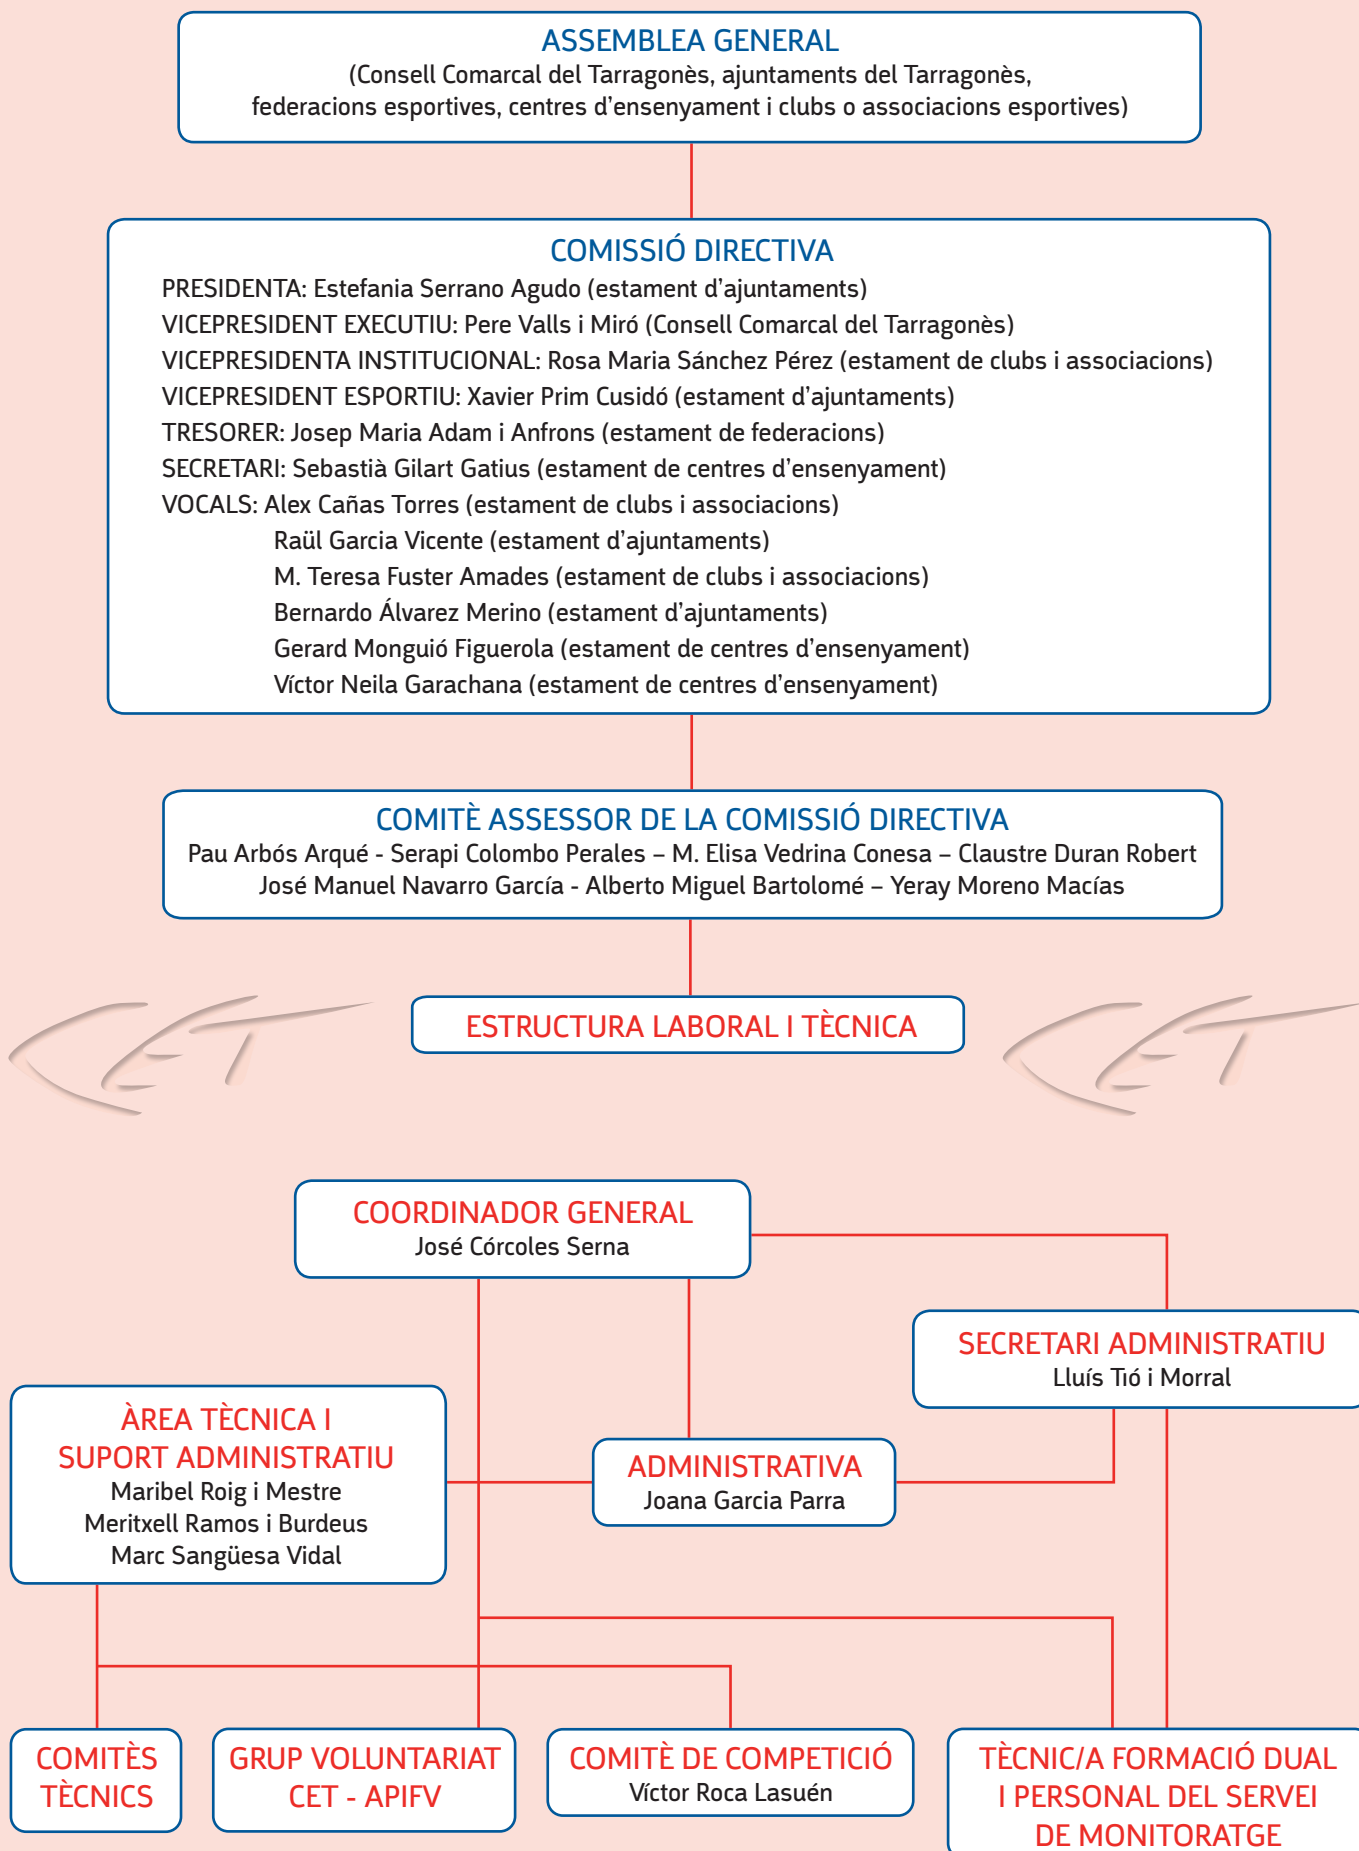 ASSEMBLEA GENERAL
(Consell Comarcal del Tarragonès, ajuntaments del Tarragonès,
federacions esportives, centres d’ensenyament i clubs o associacions esportives)
COMISSIÓ DIRECTIVA
PRESIDENTA: Estefania Serrano Agudo (estament d’ajuntaments)
VICEPRESIDENT EXECUTIU: Pere Valls i Miró (Consell Comarcal del Tarragonès)
VICEPRESIDENTA INSTITUCIONAL: Rosa Maria Sánchez Pérez (estament de clubs i associacions)
VICEPRESIDENT ESPORTIU: Xavier Prim Cusidó (estament d’ajuntaments)
TRESORER: Josep Maria Adam i Anfrons (estament de federacions)
SECRETARI: Sebastià Gilart Gatius (estament de centres d’ensenyament)
VOCALS: Alex Cañas Torres (estament de clubs i associacions)
Raül Garcia Vicente (estament d’ajuntaments)
M. Teresa Fuster Amades (estament de clubs i associacions)
Bernardo Álvarez Merino (estament d’ajuntaments)
Gerard Monguió Figuerola (estament de centres d’ensenyament)
Víctor Neila Garachana (estament de centres d’ensenyament)
COMITÈ ASSESSOR DE LA COMISSIÓ DIRECTIVA
Pau Arbós Arqué - Serapi Colombo Perales – M. Elisa Vedrina Conesa – Claustre Duran Robert
José Manuel Navarro García - Alberto Miguel Bartolomé – Yeray Moreno Macías
ESTRUCTURA LABORAL I TÈCNICA
CET
CET
COORDINADOR GENERAL
José Córcoles Serna
SECRETARI ADMINISTRATIU
Lluís Tió i Morral
ÀREA TÈCNICA I
SUPORT ADMINISTRATIU
Maribel Roig i Mestre
Meritxell Ramos i Burdeus
Marc Sangüesa Vidal
ADMINISTRATIVA
Joana Garcia Parra
COMITÈS
TÈCNICS
GRUP VOLUNTARIAT
CET - APIFV
COMITÈ DE COMPETICIÓ
Víctor Roca Lasuén
TÈCNIC/A FORMACIÓ DUAL
I PERSONAL DEL SERVEI
DE MONITORATGE